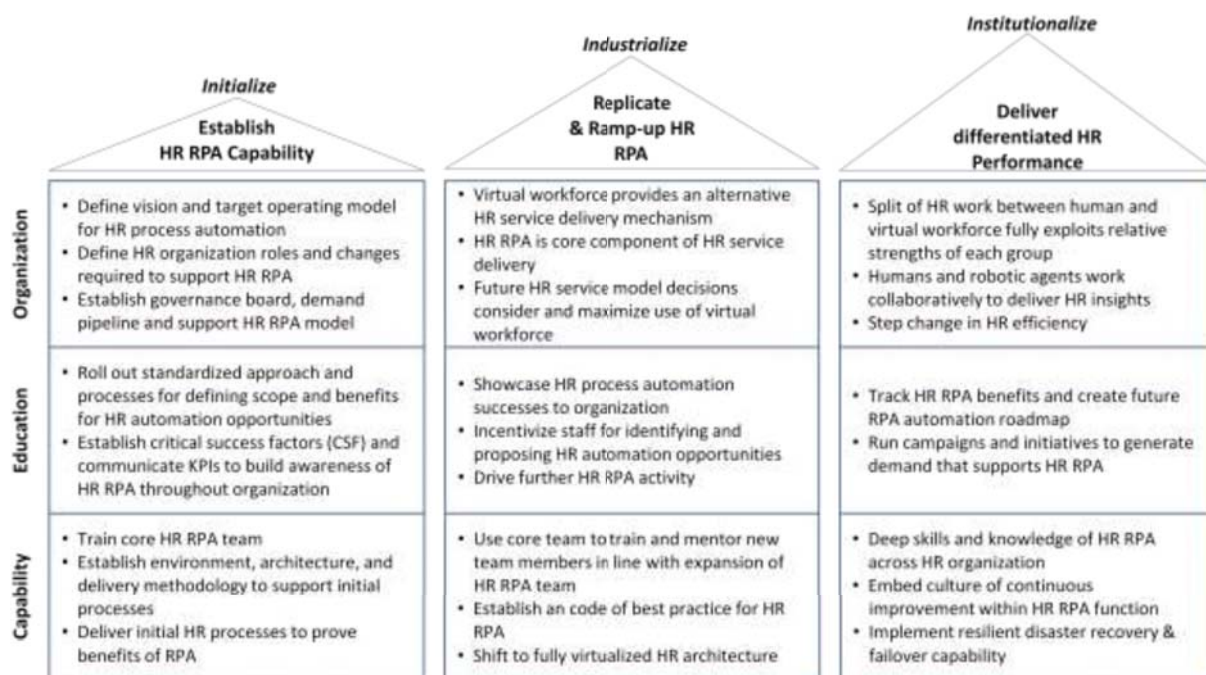 Initialize
Establish
HR RPA Capability
Industrialize
Replicate
& Ramp-up HR
RPA
Institutionalize
Deliver
differentiated HR
Performance
Organization
• Define vision and target operating model
for HR process automation
• Define HR organization roles and changes
required to support HR RPA
• Establish governance board, demand
pipeline and support HR RPA model
• Virtual workforce provides an alternative
HR service delivery mechanism
• HR RPA is core component of HR service
delivery
• Future HR service model decisions
consider and maximize use of virtual
workforce
• Split of HR work between human and
virtual workforce fully exploits relative
strengths of each group
• Humans and robotic agents work
collaboratively to deliver HR insights
• Step change in HR efficiency
Education
• Roll out standardized approach and
processes for defining scope and benefits
for HR automation opportunities
• Establish critical success factors (CSF) and
communicate KPIs to build awareness of
HR RPA throughout organization
• Showcase HR process automation
successes to organization
• Incentivize staff for identifying and
proposing HR automation opportunities
• Drive further HR RPA activity
• Track HR RPA benefits and create future
RPA automation roadmap
• Run campaigns and initiatives to generate
demand that supports HR RPA
Capability
• Train core HR RPA team
• Establish environment, architecture, and
delivery methodology to support initial
processes
• Deliver initial HR processes to prove
benefits of RPA
• Use core team to train and mentor new
team members in line with expansion of
HR RPA team
• Establish an code of best practice for HR
RPA
• Shift to fully virtualized HR architecture
• Deep skills and knowledge of HR RPA
across HR organization
• Embed culture of continuous
improvement within HR RPA function
• Implement resilient disaster recovery &
failover capability